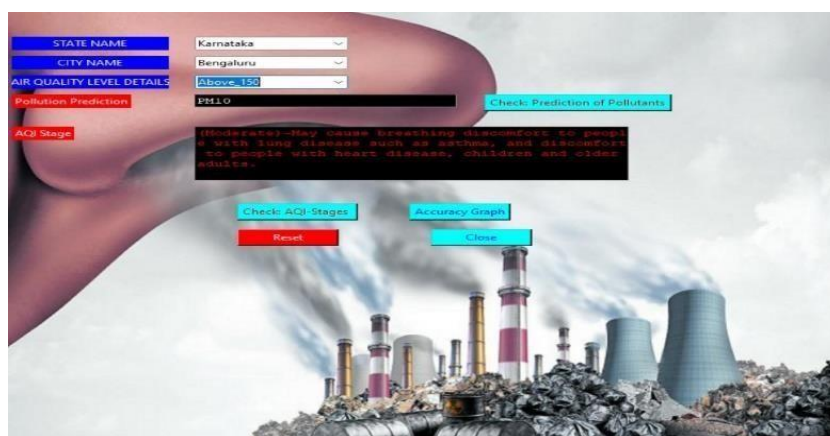 STATE NAME Karnataka
CITY NAME Bengaluru
AIR QUALITY LEVEL DETAILS Above_150
Pollution Prediction PM10 Check: Prediction of Pollutants
AQI Stage (Moderate)-May cause breathing discomfort to peopl
e with lung disease such as asthma, and discomfort
to people with heart disease, children and older
adults.
Check: AQI-Stages Accuracy Graph
Reset Close